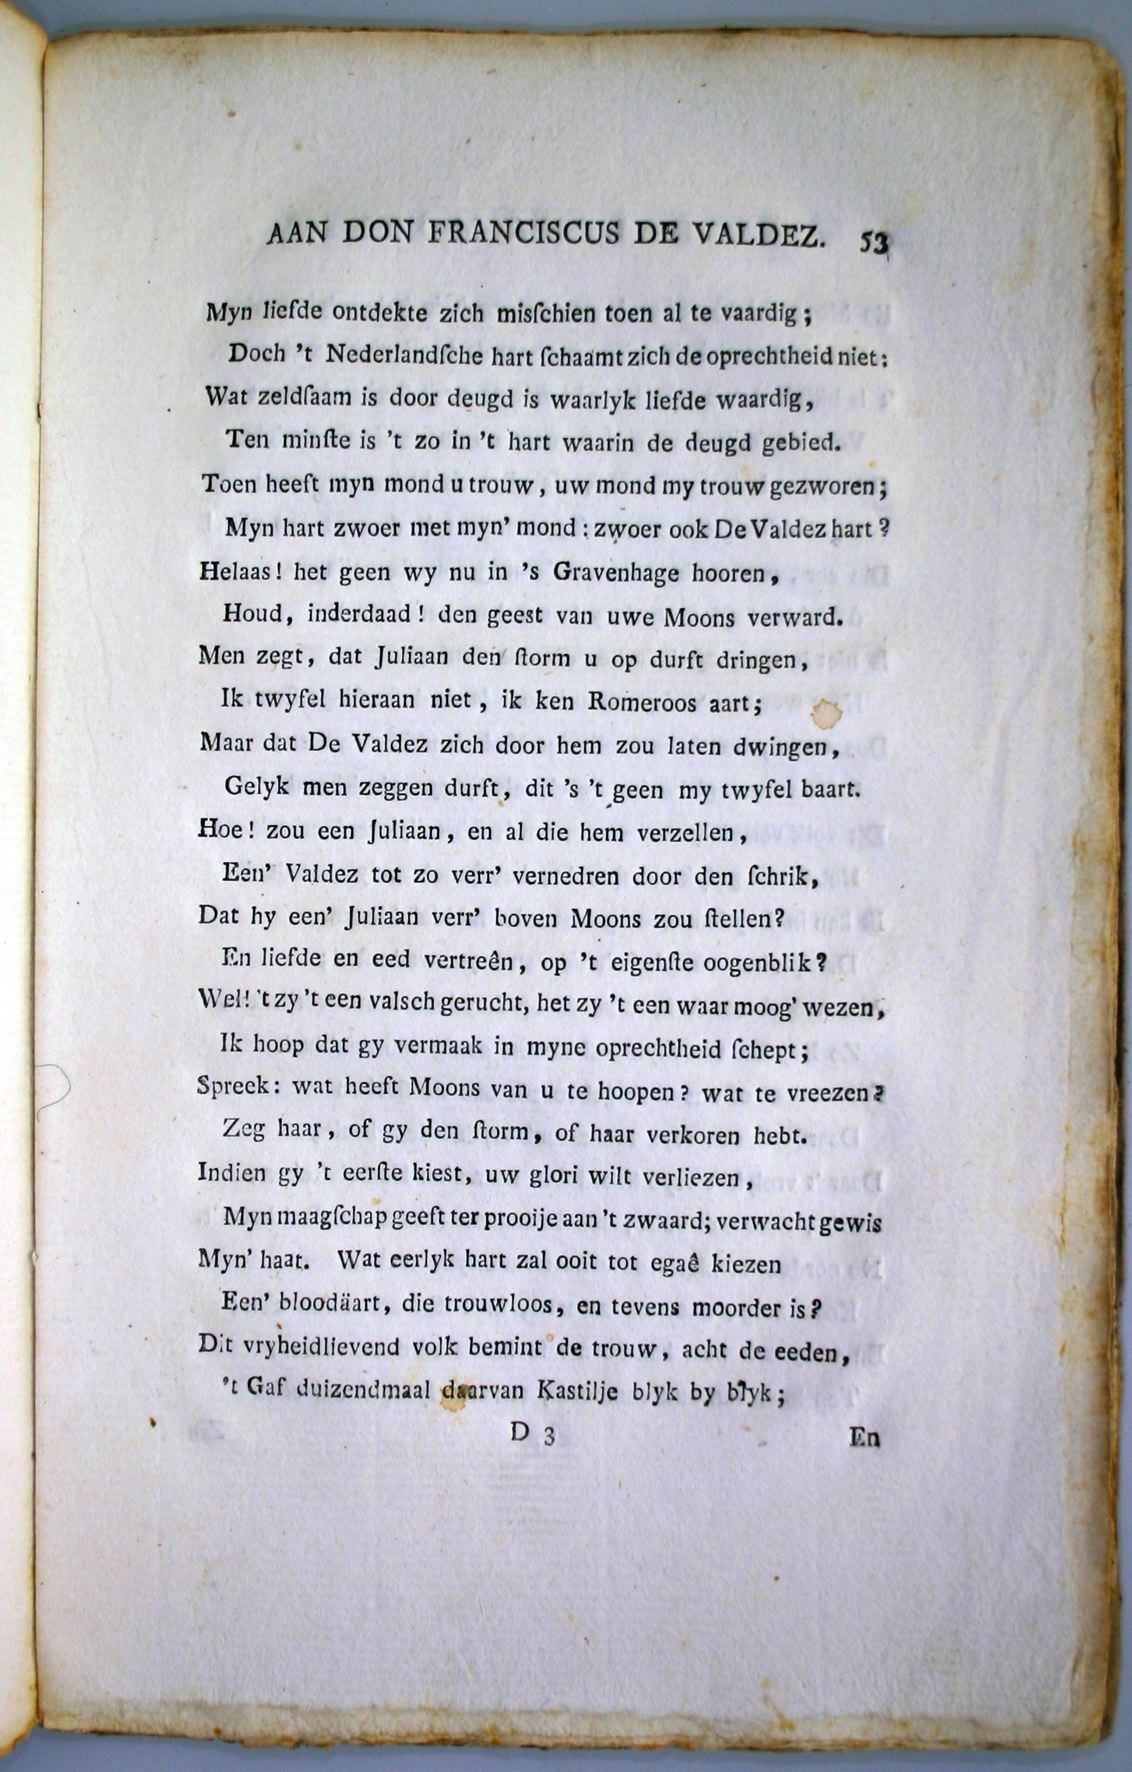 AAN DON FRANCISCUS DE VALDEZ. 53
Myn liefde ontdekte zich misſchien toen al te vaardig;
Doch 't Nederlandſche hart ſchaamt zich de oprechtheid niet;
Wat zeldſaam is door deugd is waarlyk liefde waardig,
Ten minſte is 't zo in 't hart waarin de deugd gebied.
Toen heeft myn mond u trouw, uw mond my trouw gezworen;
Myn hart zwoer met myn' mond: zwoer ook De Valdez hart?
Helaas! het geen wy nu in 's Gravenhage hooren,
Houd, inderdaad! den geest van uwe Moons verward.
Men zegt, dat Juliaan den ſtorm u op durft dringen,
Ik twyfel hieraan niet, ik ken Romeroos aart;
Maar dat De Valdez zich door hem zou laten dwingen,
Gelyk men zeggen durft, dit 's 't geen my twyfel baart.
Hoe! zou een Juliaan, en al die hem verzellen,
Een' Valdez tot zo verr' vernedren door den ſchrik,
Dat hy een' Juliaan verr' boven Moons zou ſtellen?
En liefde en eed vertreên, op 't eigenſte oogenblik?
Wel! 't zy 't een valsch gerucht, het zy 't een waar moog' wezen,
Ik hoop dat gy vermaak in myne oprechtheid ſchept;
Spreek: wat heeft Moons van u te hoopen? wat te vreezen?
Zeg haar, of gy den ſtorm, of haar verkoren hebt.
Indien gy 't eerſte kiest, uw glori wilt verliezen,
Myn maagſchap geeft ter prooije aan 't zwaard; verwacht gewis
Myn' haat. Wat eerlyk hart zal ooit tot egaê kiezen
Een' bloodäart, die trouwloos, en tevens moorder is?
Dit vryheidlievend volk bemint de trouw, acht de eeden,
't Gaf duizendmaal daarvan Kastilje blyk by blyk;
D 3 En